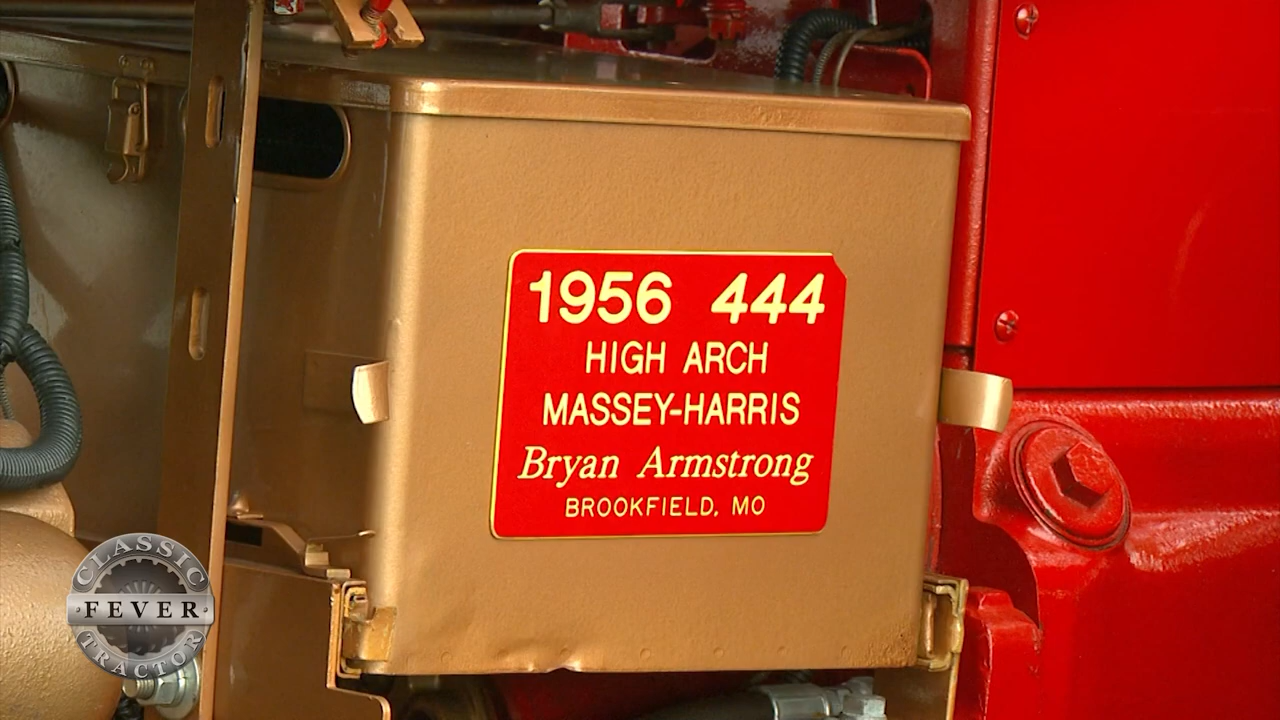 1956 444
HIGH ARCH
MASSEY-HARRIS
Bryan Armstrong
BROOKFIELD, MO
CLASSIC
FEVER
TRACTOR